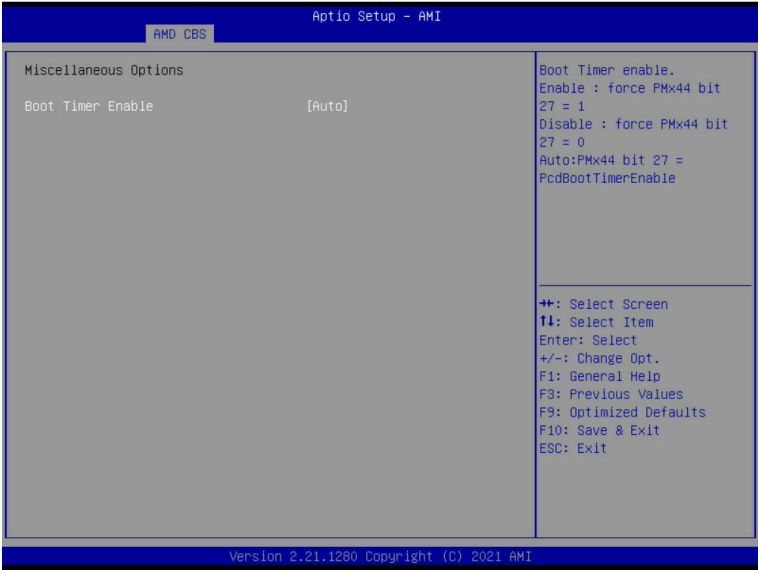 Aptio Setup – AMI
AMD CBS
Miscellaneous Options
Boot Timer Enable [Auto]
Boot Timer enable.
Enable : force PMx44 bit
27 = 1
Disable : force PMx44 bit
27 = 0
Auto:PMx44 bit 27 =
PcdBootTimerEnable
→←: Select Screen
↑↓: Select Item
Enter: Select
+/-: Change Opt.
F1: General Help
F3: Previous Values
F9: Optimized Defaults
F10: Save & Exit
ESC: Exit
Version 2.21.1280 Copyright (C) 2021 AMI